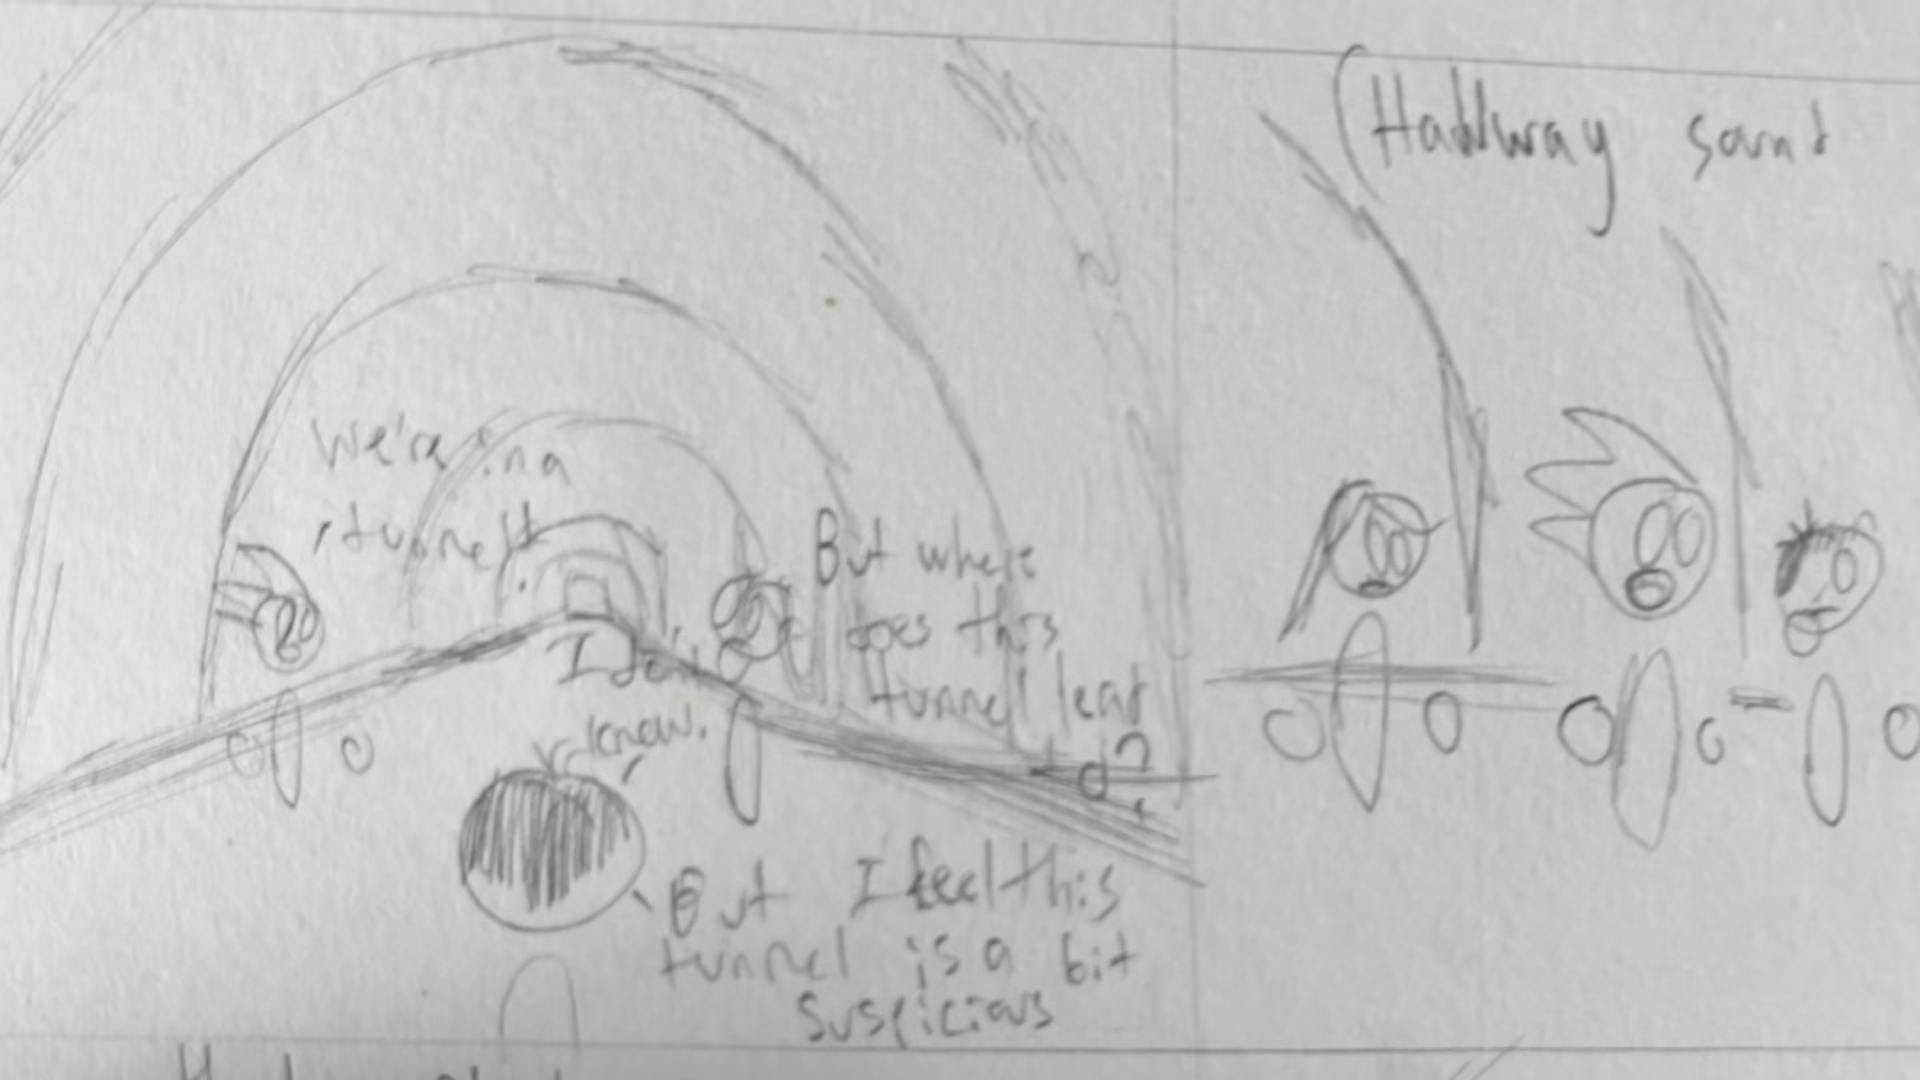 We're in a
tunnel!
But where
does this
tunnel lead
to?
I don't
know.
But I feel this
tunnel is a bit
suspicious
(Hallway sound